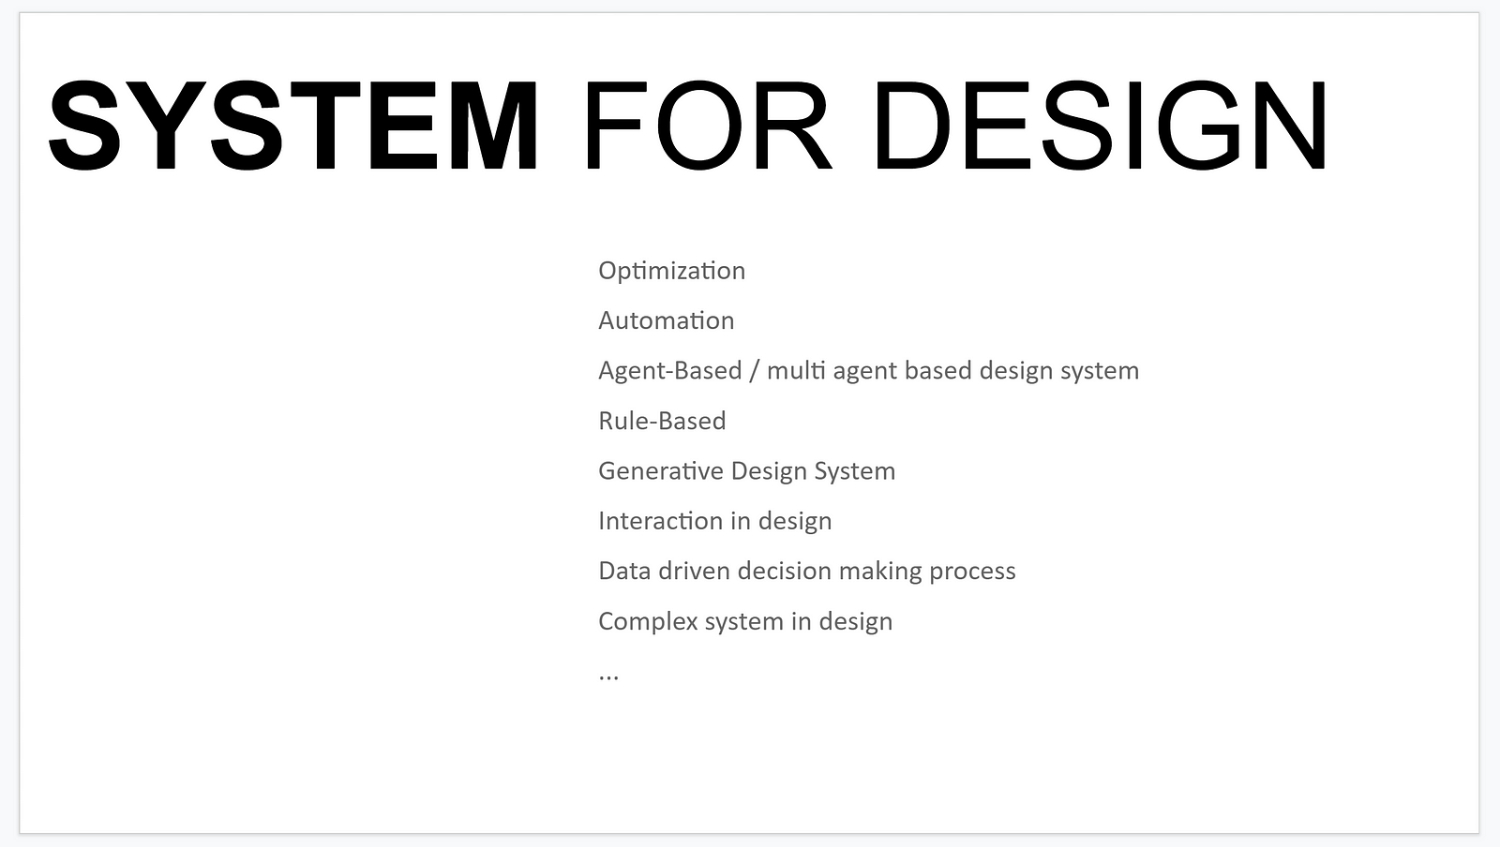 SYSTEM FOR DESIGN
Optimization
Automation
Agent-Based / multi agent based design system
Rule-Based
Generative Design System
Interaction in design
Data driven decision making process
Complex system in design
...